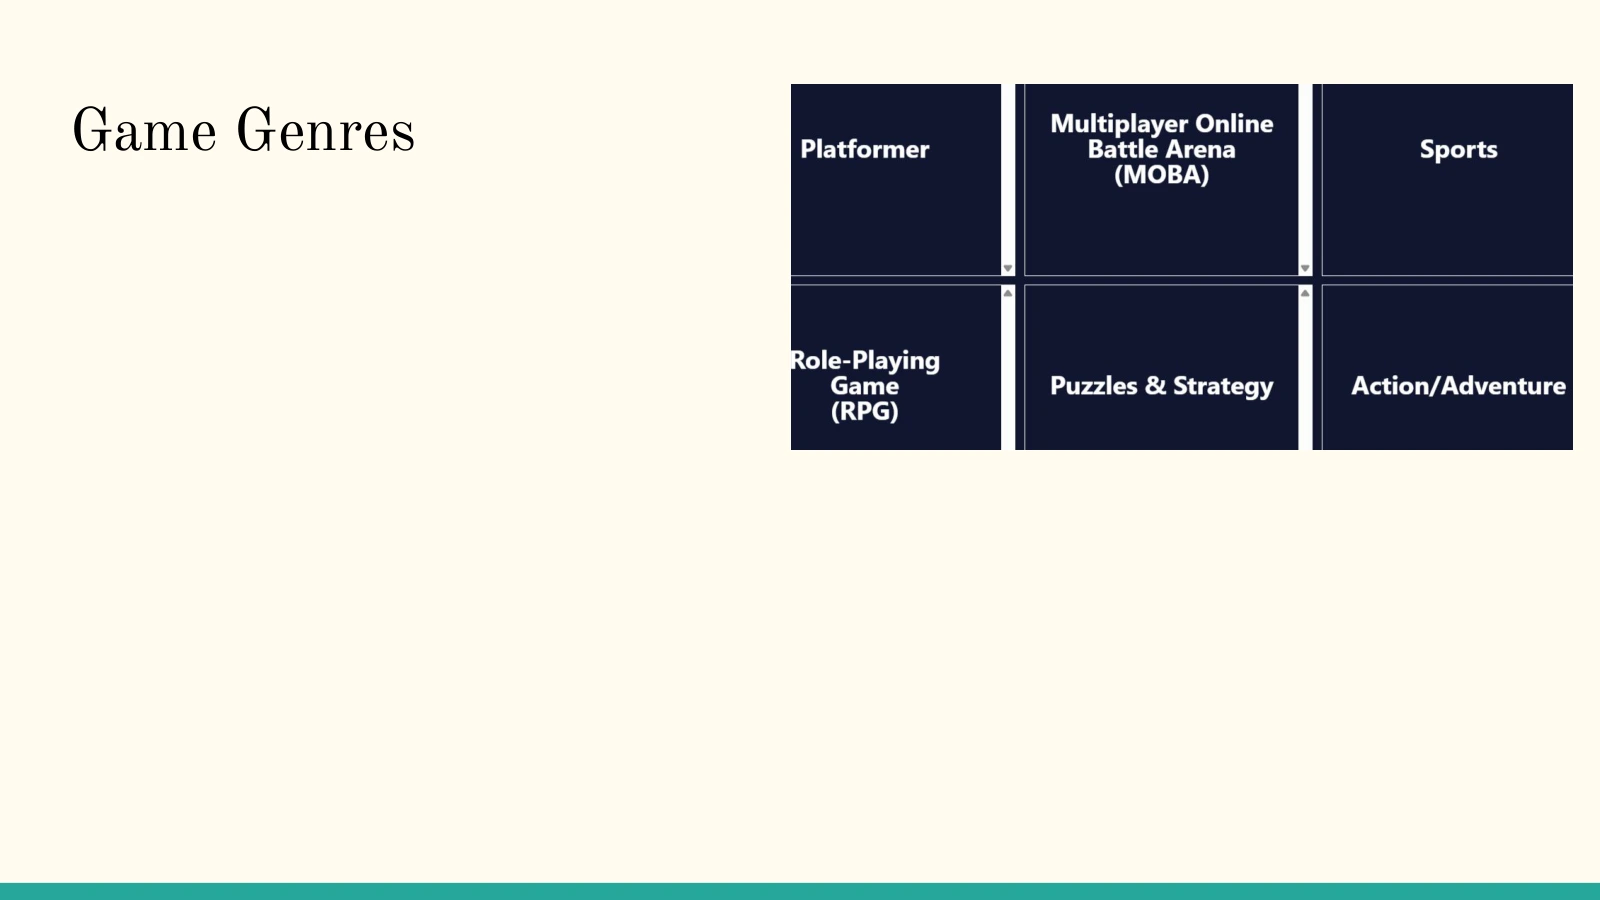 Game Genres
Platformer
Multiplayer Online
Battle Arena
(MOBA)
Sports
Role-Playing
Game
(RPG)
Puzzles & Strategy
Action/Adventure